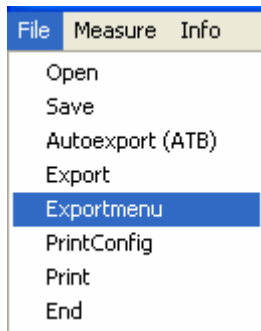 File Measure Info
Open
Save
Autoexport (ATB)
Export
Exportmenu
PrintConfig
Print
End